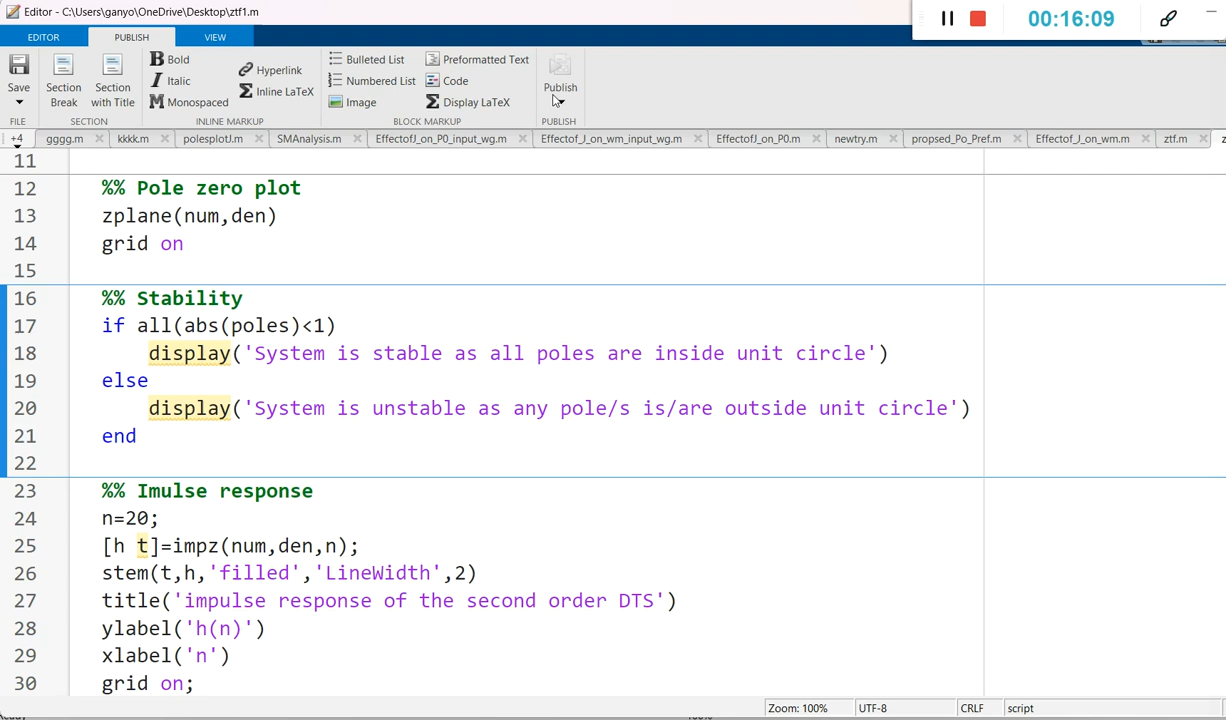 Editor - C:\Users\ganyo\OneDrive\Desktop\ztf1.m
00:16:09
EDITOR PUBLISH VIEW
Save
Section Break
Section with Title
Bold
Italic
Monospaced
Hyperlink
Inline LaTeX
Bulleted List
Numbered List
Image
Preformatted Text
Code
Display LaTeX
Publish
FILE SECTION INLINE MARKUP BLOCK MARKUP PUBLISH
+4 gggg.m kkkk.m polesplotJ.m SMAnalysis.m EffectofJ_on_P0_input_wg.m Effectof_J_on_wm_input_wg.m EffectofJ_on_P0.m newtry.m propsed_Po_Pref.m Effectof_J_on_wm.m ztf.m
11
12 %% Pole zero plot
13 zplane(num,den)
14 grid on
15
16 %% Stability
17 if all(abs(poles)<1)
18 display('System is stable as all poles are inside unit circle')
19 else
20 display('System is unstable as any pole/s is/are outside unit circle')
21 end
22
23 %% Imulse response
24 n=20;
25 [h t]=impz(num,den,n);
26 stem(t,h,'filled','LineWidth',2)
27 title('impulse response of the second order DTS')
28 ylabel('h(n)')
29 xlabel('n')
30 grid on;
Zoom: 100% UTF-8 CRLF script